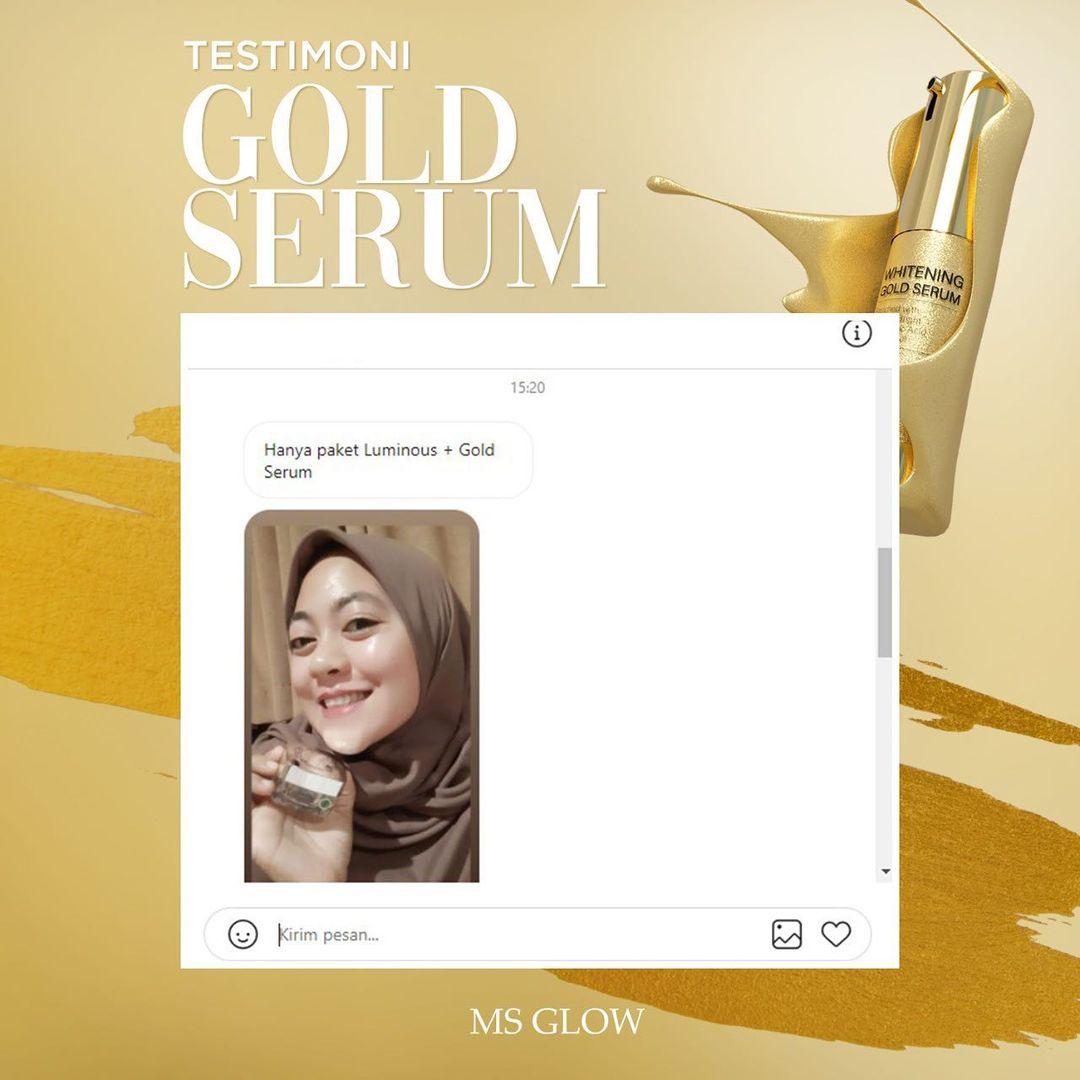 TESTIMONI
GOLD
SERUM
WHITENING
GOLD SERUM
15:20
Hanya paket Luminous + Gold
Serum
Kirim pesan...
MS GLOW